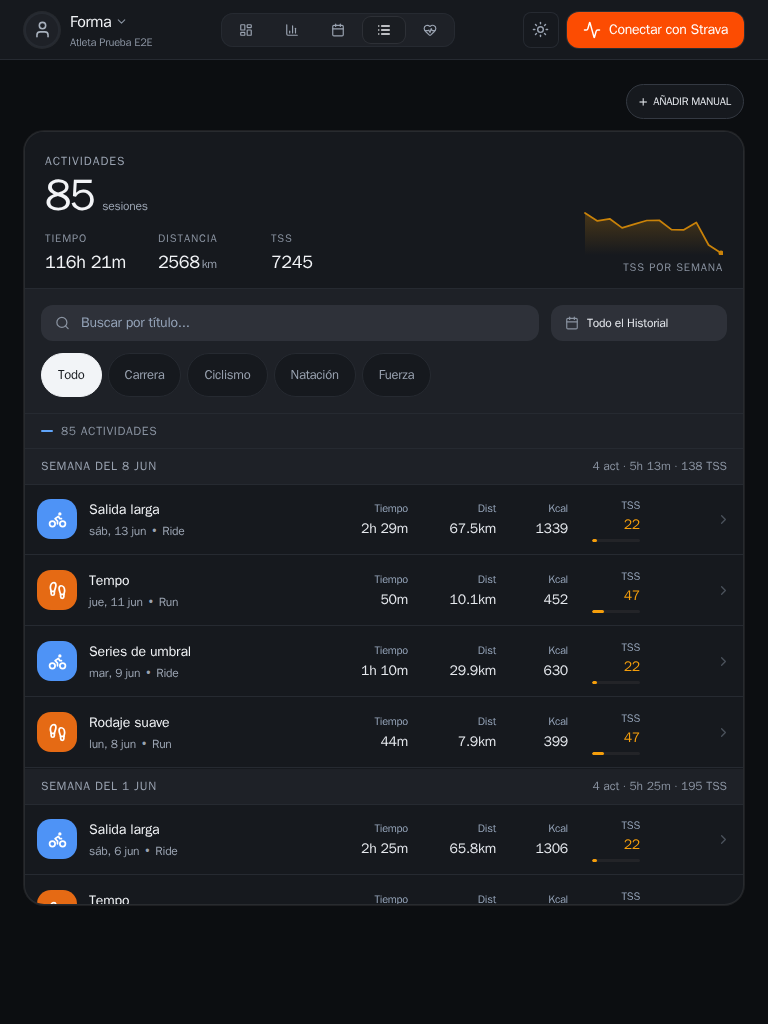 Forma
Atleta Prueba E2E
Conectar con Strava
+ AÑADIR MANUAL
ACTIVIDADES
85 sesiones
TIEMPO DISTANCIA TSS
116h 21m 2568 km 7245
TSS POR SEMANA
Buscar por título...
Todo el Historial
Todo Carrera Ciclismo Natación Fuerza
85 ACTIVIDADES
SEMANA DEL 8 JUN 4 act · 5h 13m · 138 TSS
Salida larga
sáb, 13 jun • Ride
Tiempo Dist Kcal TSS
2h 29m 67.5km 1339 22
Tempo
jue, 11 jun • Run
Tiempo Dist Kcal TSS
50m 10.1km 452 47
Series de umbral
mar, 9 jun • Ride
Tiempo Dist Kcal TSS
1h 10m 29.9km 630 22
Rodaje suave
lun, 8 jun • Run
Tiempo Dist Kcal TSS
44m 7.9km 399 47
SEMANA DEL 1 JUN 4 act · 5h 25m · 195 TSS
Salida larga
sáb, 6 jun • Ride
Tiempo Dist Kcal TSS
2h 25m 65.8km 1306 22
Tempo
Tiempo Dist Kcal TSS